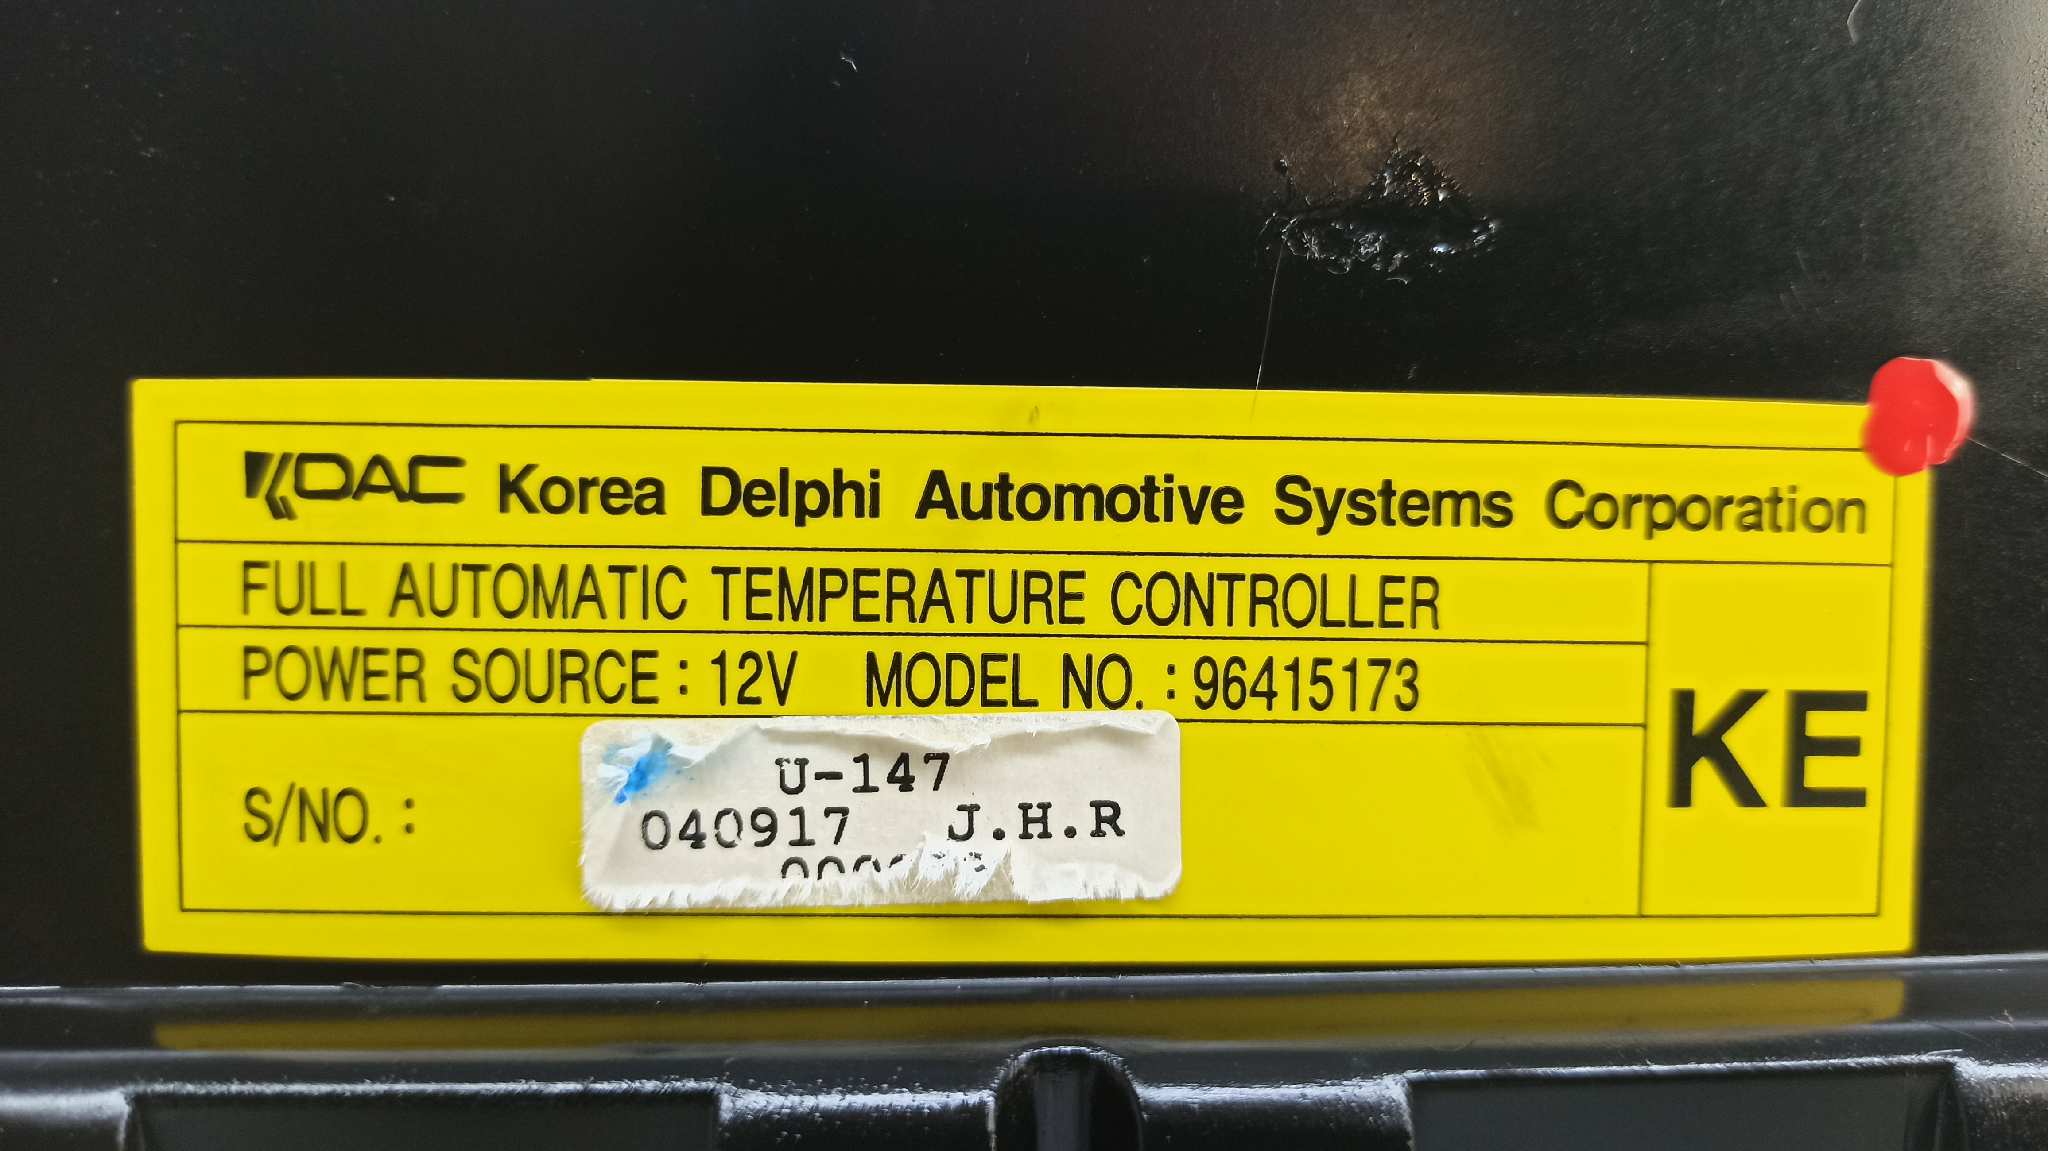 KDAC Korea Delphi Automotive Systems Corporation
FULL AUTOMATIC TEMPERATURE CONTROLLER
POWER SOURCE : 12V MODEL NO. : 96415173
KE
S/NO. :
U-147
040917 J.H.R